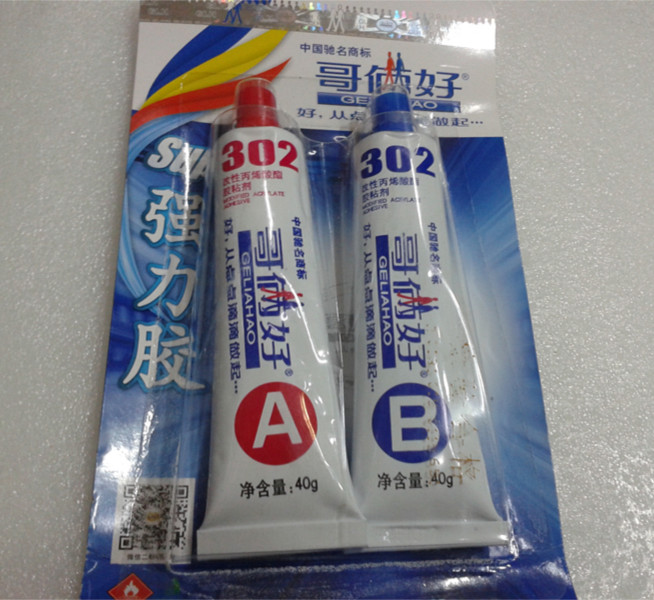 中国驰名商标
哥俩好®
GELIAHAO
好，从点
做起…
强力胶
302
改性丙烯酸酯
胶粘剂
MODIFIED ACRYLATE
ADHESIVE
中国驰名商标
哥俩好®
GELIAHAO
好，从点点滴滴做起…
A
净含量：40g
302
改性丙烯酸酯
胶粘剂
MODIFIED ACRYLATE
ADHESIVE
中国驰名商标
哥俩好®
GELIAHAO
好，从点点滴滴做起…
B
净含量：40g